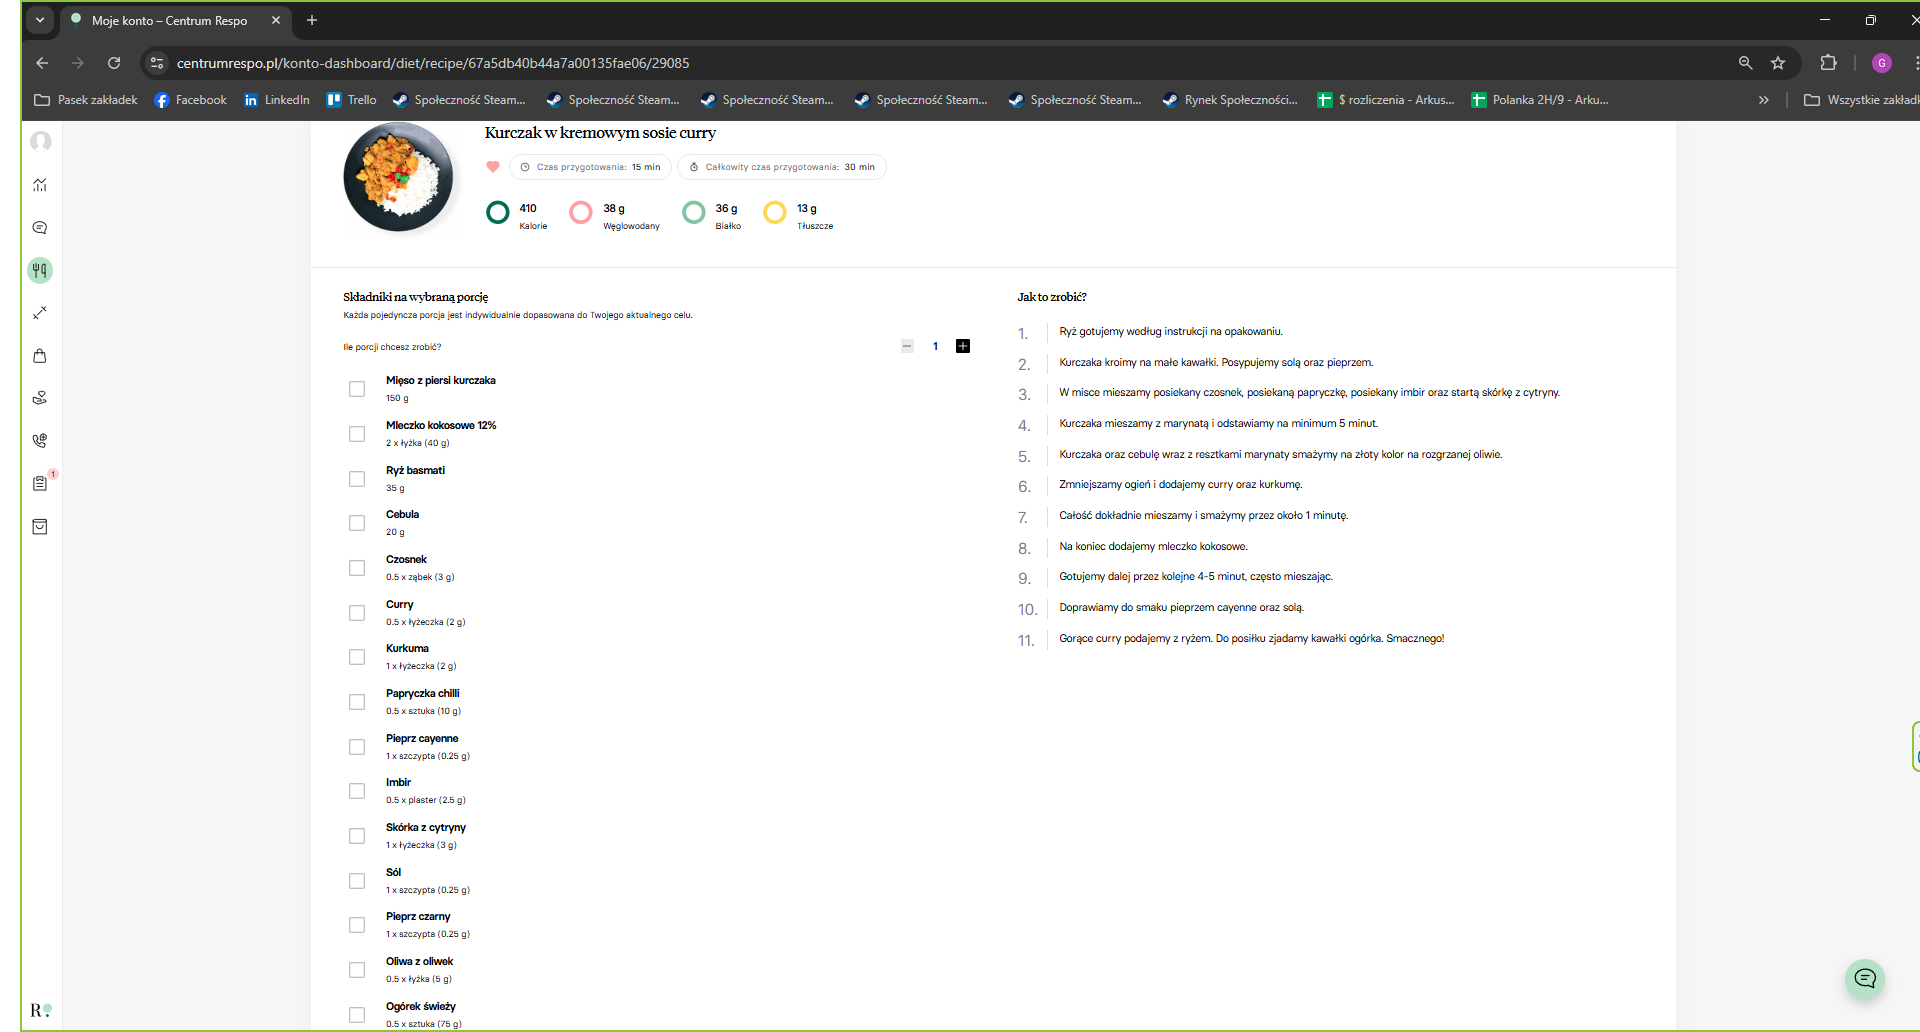 Moje konto – Centrum Respo
centrumrespo.pl/konto-dashboard/diet/recipe/67a5db40b44a7a00135fae06/29085
G
Pasek zakładek
Facebook
LinkedIn
Trello
Społeczność Steam...
Społeczność Steam...
Społeczność Steam...
Społeczność Steam...
Społeczność Steam...
Rynek Społeczności...
$ rozliczenia - Arkus...
Polanka 2H/9 - Arku...
Wszystkie zakładk
Kurczak w kremowym sosie curry
Czas przygotowania: 15 min
Całkowity czas przygotowania: 30 min
410
Kalorie
38 g
Węglowodany
36 g
Białko
13 g
Tłuszcze
Składniki na wybraną porcję
Każda pojedyncza porcja jest indywidualnie dopasowana do Twojego aktualnego celu.
Ile porcji chcesz zrobić?
1
Mięso z piersi kurczaka
150 g
Mleczko kokosowe 12%
2 x łyżka (40 g)
Ryż basmati
35 g
Cebula
20 g
Czosnek
0.5 x ząbek (3 g)
Curry
0.5 x łyżeczka (2 g)
Kurkuma
1 x łyżeczka (2 g)
Papryczka chilli
0.5 x sztuka (10 g)
Pieprz cayenne
1 x szczypta (0.25 g)
Imbir
0.5 x plaster (2.5 g)
Skórka z cytryny
1 x łyżeczka (3 g)
Sól
1 x szczypta (0.25 g)
Pieprz czarny
1 x szczypta (0.25 g)
Oliwa z oliwek
0.5 x łyżka (5 g)
Ogórek świeży
0.5 x sztuka (75 g)
Jak to zrobić?
1. Ryż gotujemy według instrukcji na opakowaniu.
2. Kurczaka kroimy na małe kawałki. Posypujemy solą oraz pieprzem.
3. W misce mieszamy posiekany czosnek, posiekaną papryczkę, posiekany imbir oraz startą skórkę z cytryny.
4. Kurczaka mieszamy z marynatą i odstawiamy na minimum 5 minut.
5. Kurczaka oraz cebulę wraz z resztkami marynaty smażymy na złoty kolor na rozgrzanej oliwie.
6. Zmniejszamy ogień i dodajemy curry oraz kurkumę.
7. Całość dokładnie mieszamy i smażymy przez około 1 minutę.
8. Na koniec dodajemy mleczko kokosowe.
9. Gotujemy dalej przez kolejne 4-5 minut, często mieszając.
10. Doprawiamy do smaku pieprzem cayenne oraz solą.
11. Gorące curry podajemy z ryżem. Do posiłku zjadamy kawałki ogórka. Smacznego!
1
R